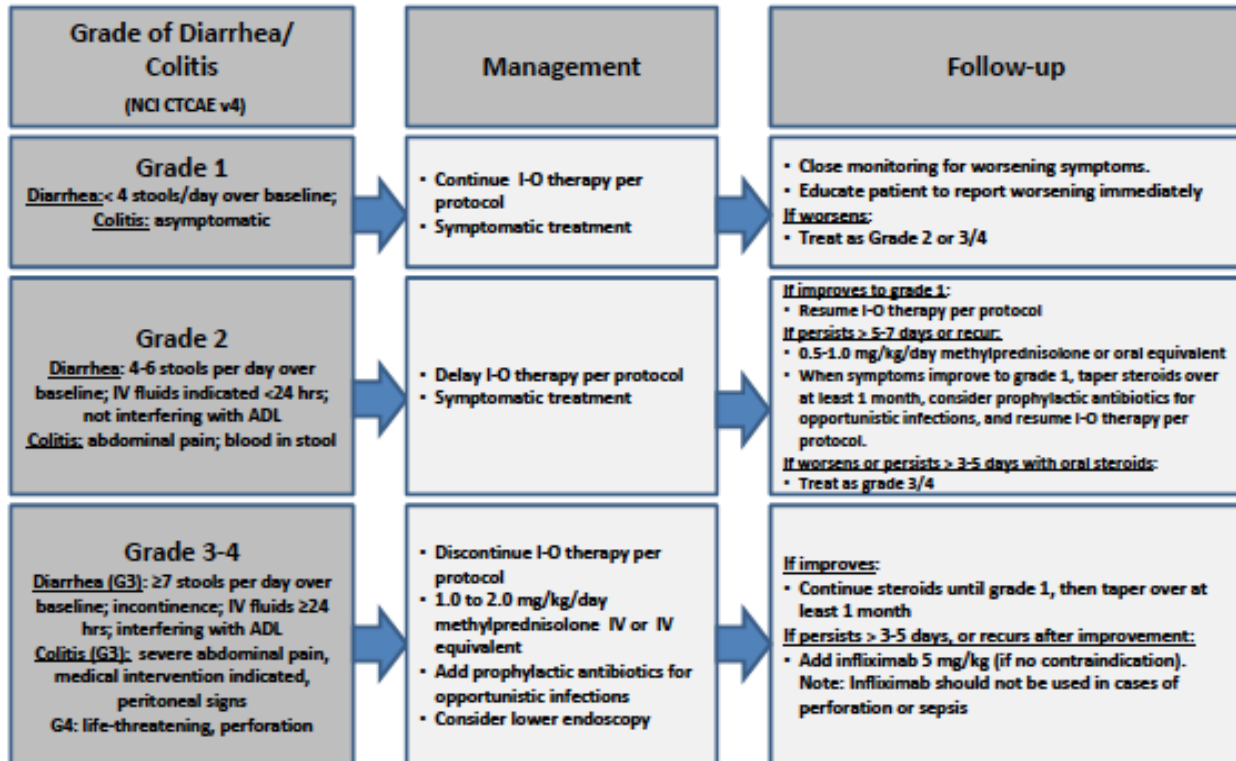 Grade of Diarrhea/
Colitis
(NCI CTCAE v4)
Management
Follow-up
Grade 1
Diarrhea:< 4 stools/day over baseline;
Colitis: asymptomatic
• Continue I-O therapy per
protocol
• Symptomatic treatment
• Close monitoring for worsening symptoms.
• Educate patient to report worsening immediately
If worsens:
• Treat as Grade 2 or 3/4
Grade 2
Diarrhea: 4-6 stools per day over
baseline; IV fluids indicated <24 hrs;
not interfering with ADL
Colitis: abdominal pain; blood in stool
• Delay I-O therapy per protocol
• Symptomatic treatment
If improves to grade 1:
• Resume I-O therapy per protocol
If persists > 5-7 days or recur:
• 0.5-1.0 mg/kg/day methylprednisolone or oral equivalent
• When symptoms improve to grade 1, taper steroids over
at least 1 month, consider prophylactic antibiotics for
opportunistic infections, and resume I-O therapy per
protocol.
If worsens or persists > 3-5 days with oral steroids:
• Treat as grade 3/4
Grade 3-4
Diarrhea (G3): ≥7 stools per day over
baseline; incontinence; IV fluids ≥24
hrs; interfering with ADL
Colitis (G3): severe abdominal pain,
medical intervention indicated,
peritoneal signs
G4: life-threatening, perforation
• Discontinue I-O therapy per
protocol
• 1.0 to 2.0 mg/kg/day
methylprednisolone IV or IV
equivalent
• Add prophylactic antibiotics for
opportunistic infections
• Consider lower endoscopy
If improves:
• Continue steroids until grade 1, then taper over at
least 1 month
If persists > 3-5 days, or recurs after improvement:
• Add infliximab 5 mg/kg (if no contraindication).
Note: Infliximab should not be used in cases of
perforation or sepsis